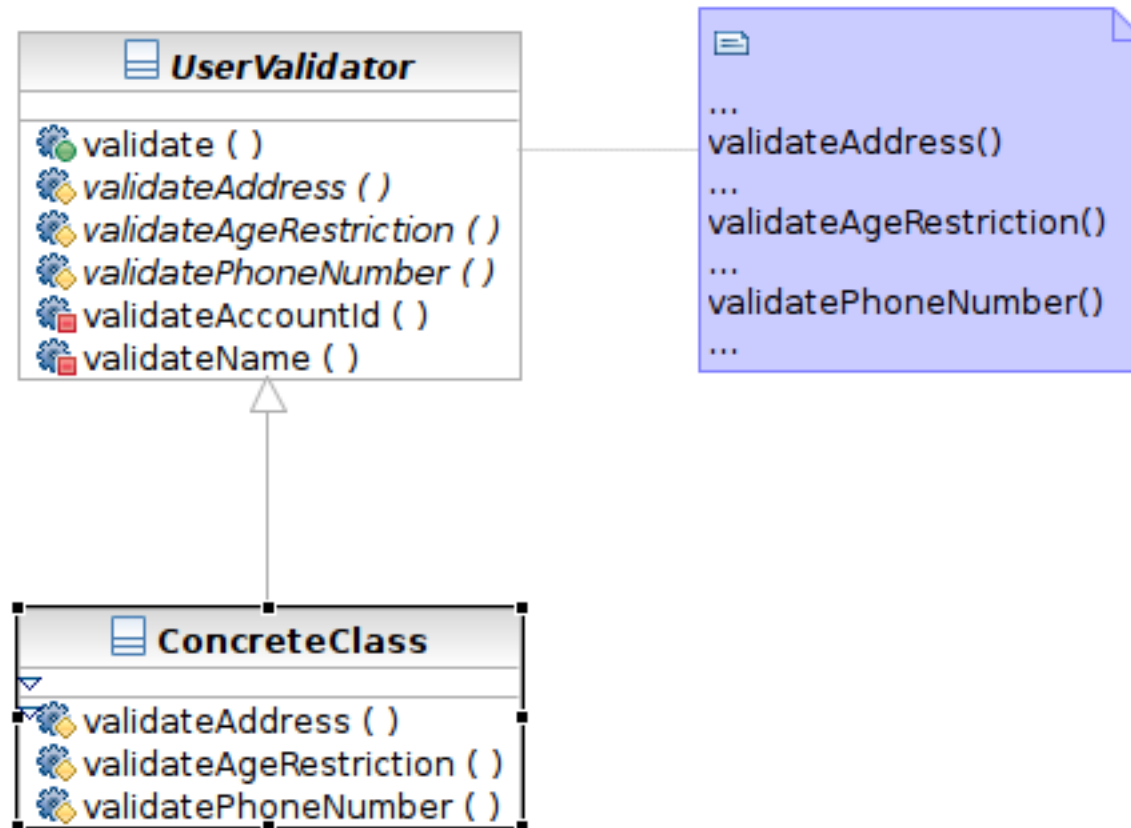 UserValidator
validate ( )
validateAddress ( )
validateAgeRestriction ( )
validatePhoneNumber ( )
validateAccountId ( )
validateName ( )
...
validateAddress()
...
validateAgeRestriction()
...
validatePhoneNumber()
...
ConcreteClass
validateAddress ( )
validateAgeRestriction ( )
validatePhoneNumber ( )